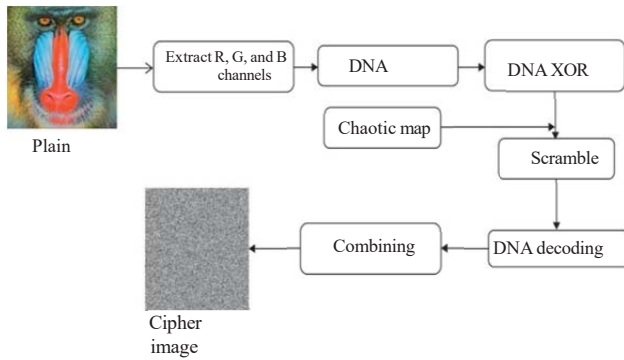 Plain
Extract R, G, and B
channels
DNA
DNA XOR
Chaotic map
Scramble
DNA decoding
Combining
Cipher
image